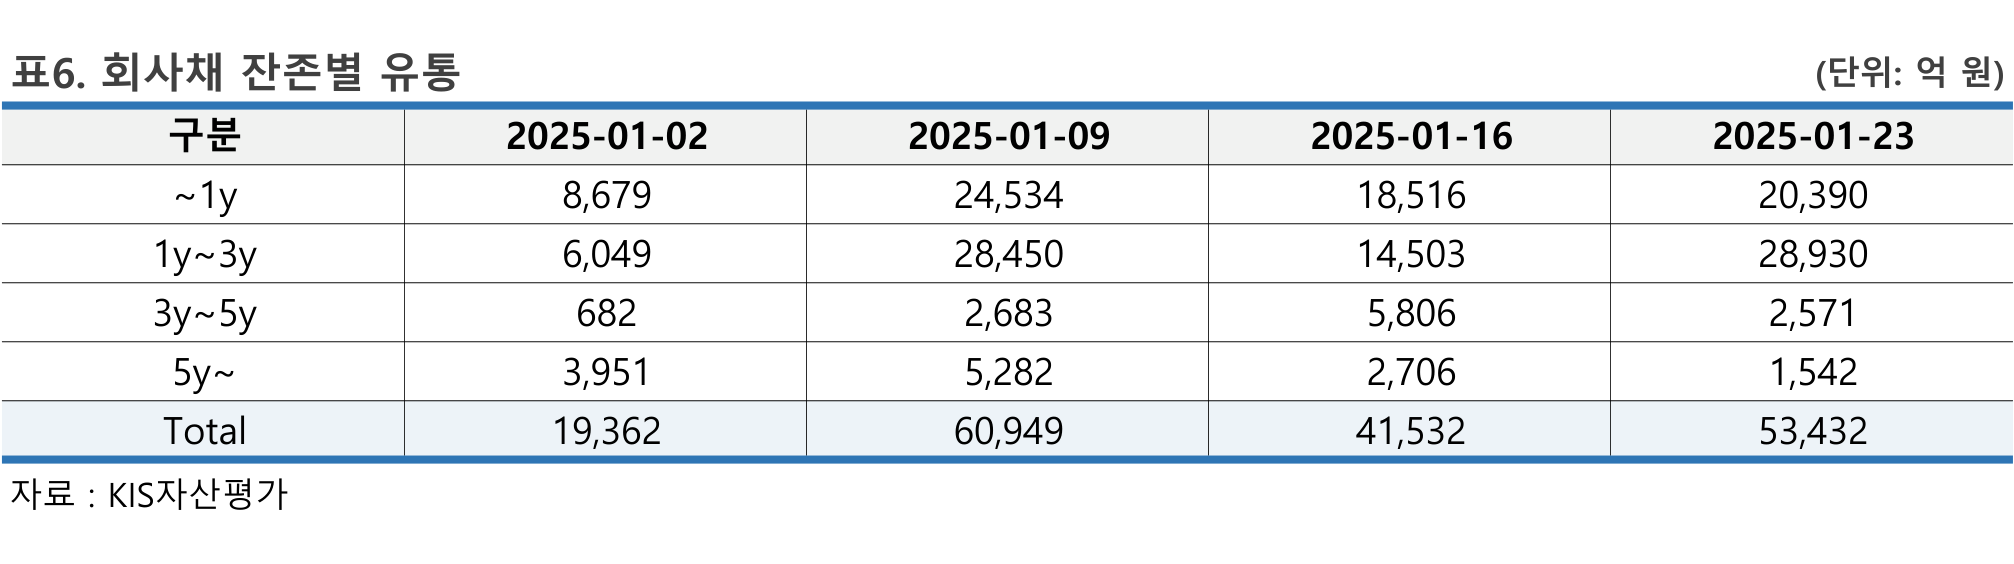 표6. 회사채 잔존별 유통 (단위: 억 원)
구분 2025-01-02 2025-01-09 2025-01-16 2025-01-23
~1y 8,679 24,534 18,516 20,390
1y~3y 6,049 28,450 14,503 28,930
3y~5y 682 2,683 5,806 2,571
5y~ 3,951 5,282 2,706 1,542
Total 19,362 60,949 41,532 53,432
자료 : KIS자산평가